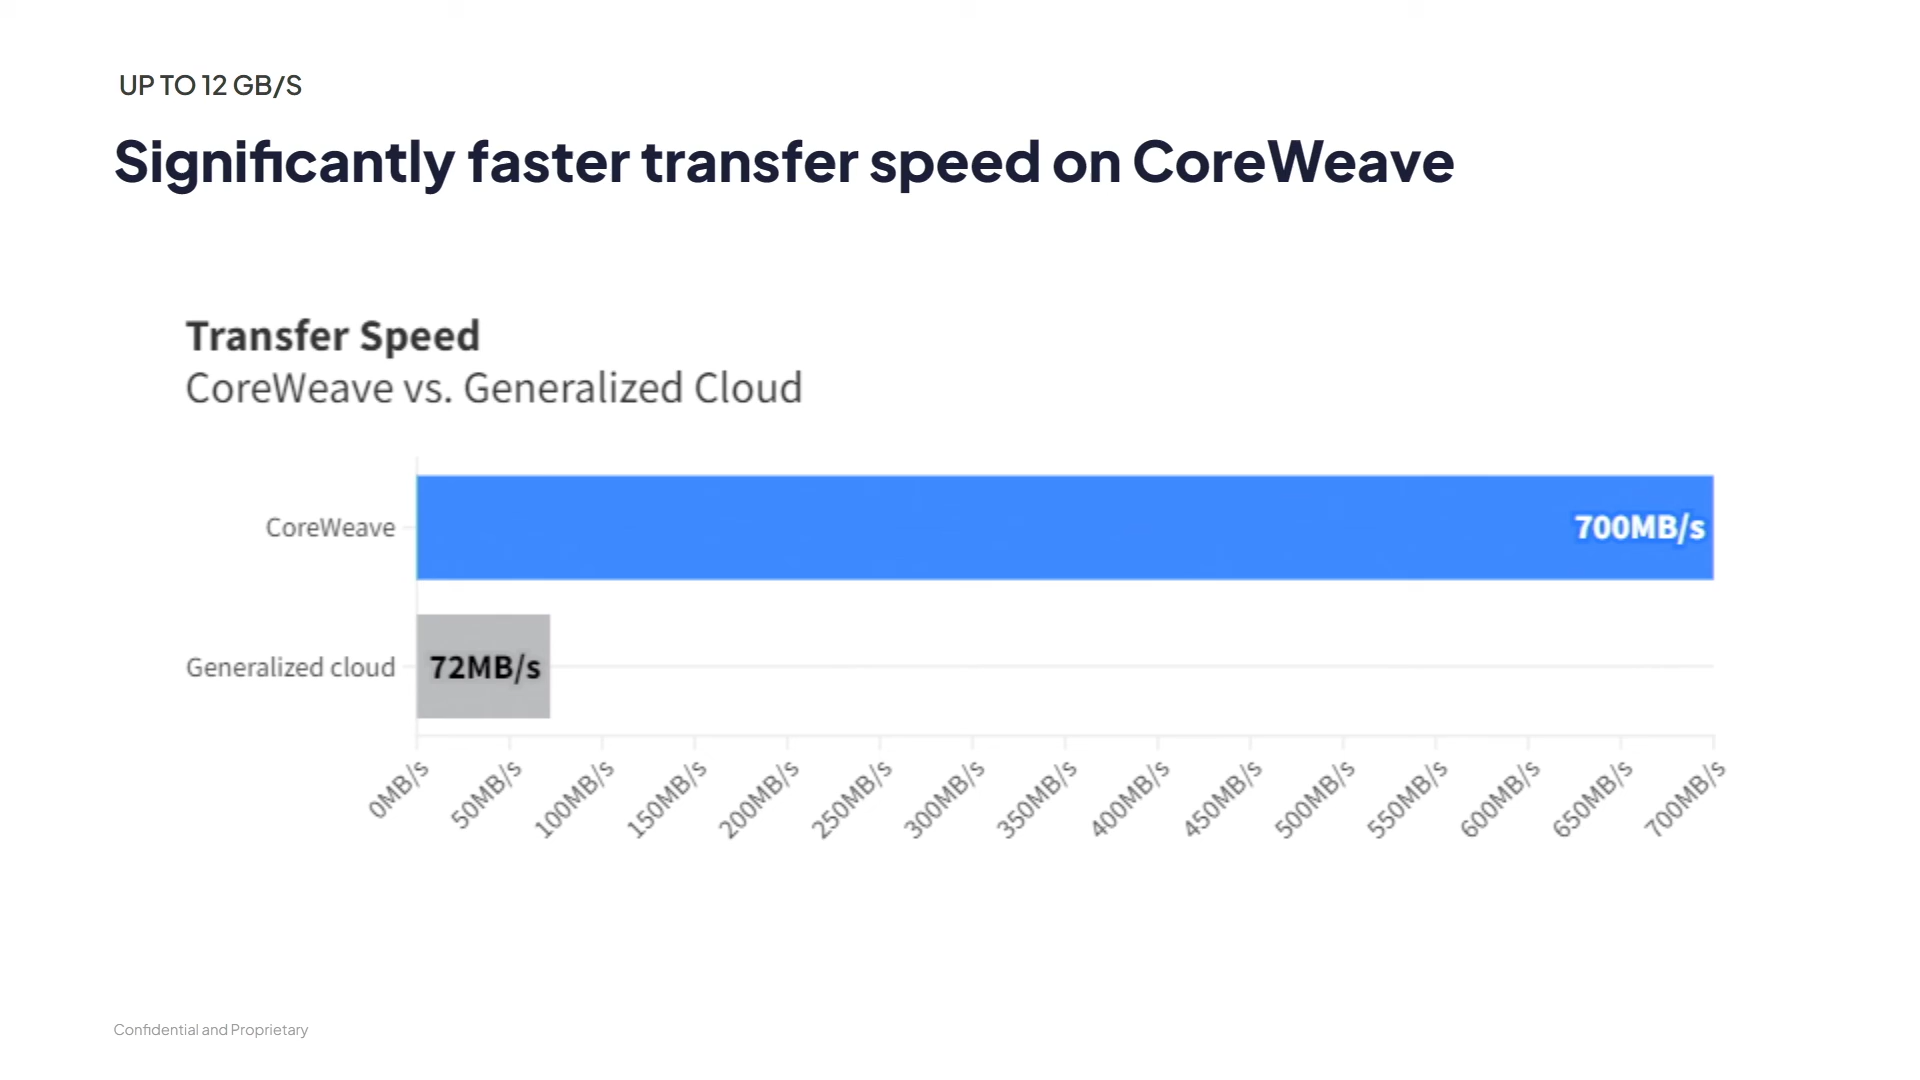 UP TO 12 GB/S
Significantly faster transfer speed on CoreWeave
Transfer Speed
CoreWeave vs. Generalized Cloud
CoreWeave
700MB/s
Generalized cloud
72MB/s
0MB/s
50MB/s
100MB/s
150MB/s
200MB/s
250MB/s
300MB/s
350MB/s
400MB/s
450MB/s
500MB/s
550MB/s
600MB/s
650MB/s
700MB/s
Confidential and Proprietary